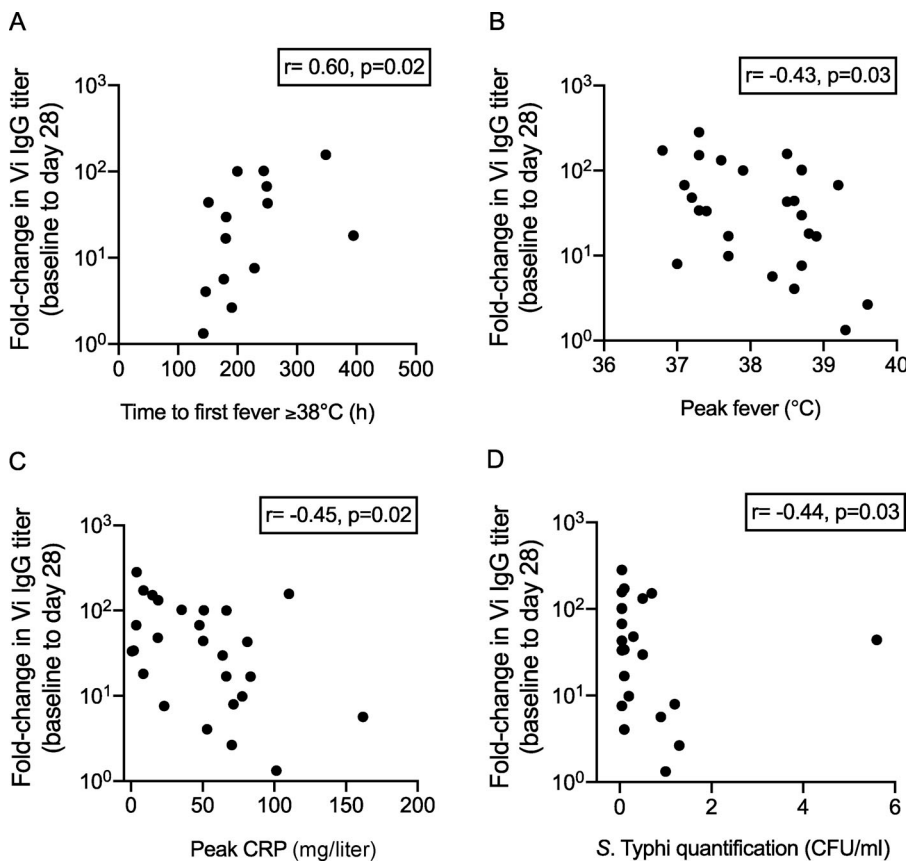 A
r= 0.60, p=0.02
Fold-change in Vi IgG titer
(baseline to day 28)
10³
10²
10¹
10⁰
0 100 200 300 400 500
Time to first fever ≥38°C (h)
B
r= -0.43, p=0.03
Fold-change in Vi IgG titer
(baseline to day 28)
10³
10²
10¹
10⁰
36 37 38 39 40
Peak fever (°C)
C
r= -0.45, p=0.02
Fold-change in Vi IgG titer
(baseline to day 28)
10³
10²
10¹
10⁰
0 50 100 150 200
Peak CRP (mg/liter)
D
r= -0.44, p=0.03
Fold-change in Vi IgG titer
(baseline to day 28)
10³
10²
10¹
10⁰
0 2 4 6
S. Typhi quantification (CFU/ml)